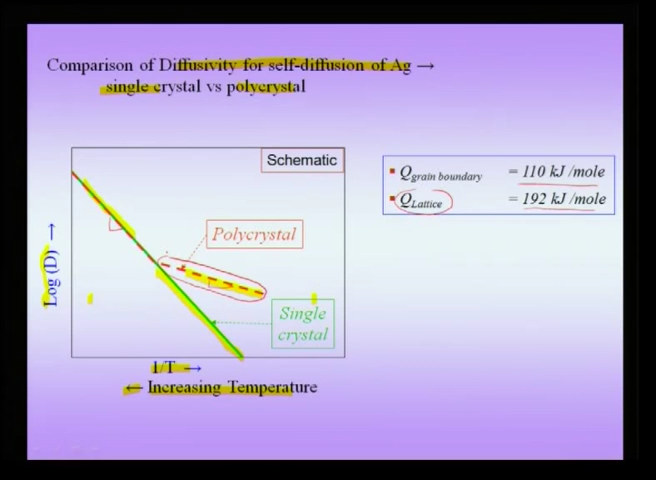 Comparison of Diffusivity for self-diffusion of Ag →
single crystal vs polycrystal
Schematic
Q grain boundary = 110 kJ /mole
Q Lattice = 192 kJ /mole
Polycrystal
Log (D) →
Single
crystal
1/T →
← Increasing Temperature